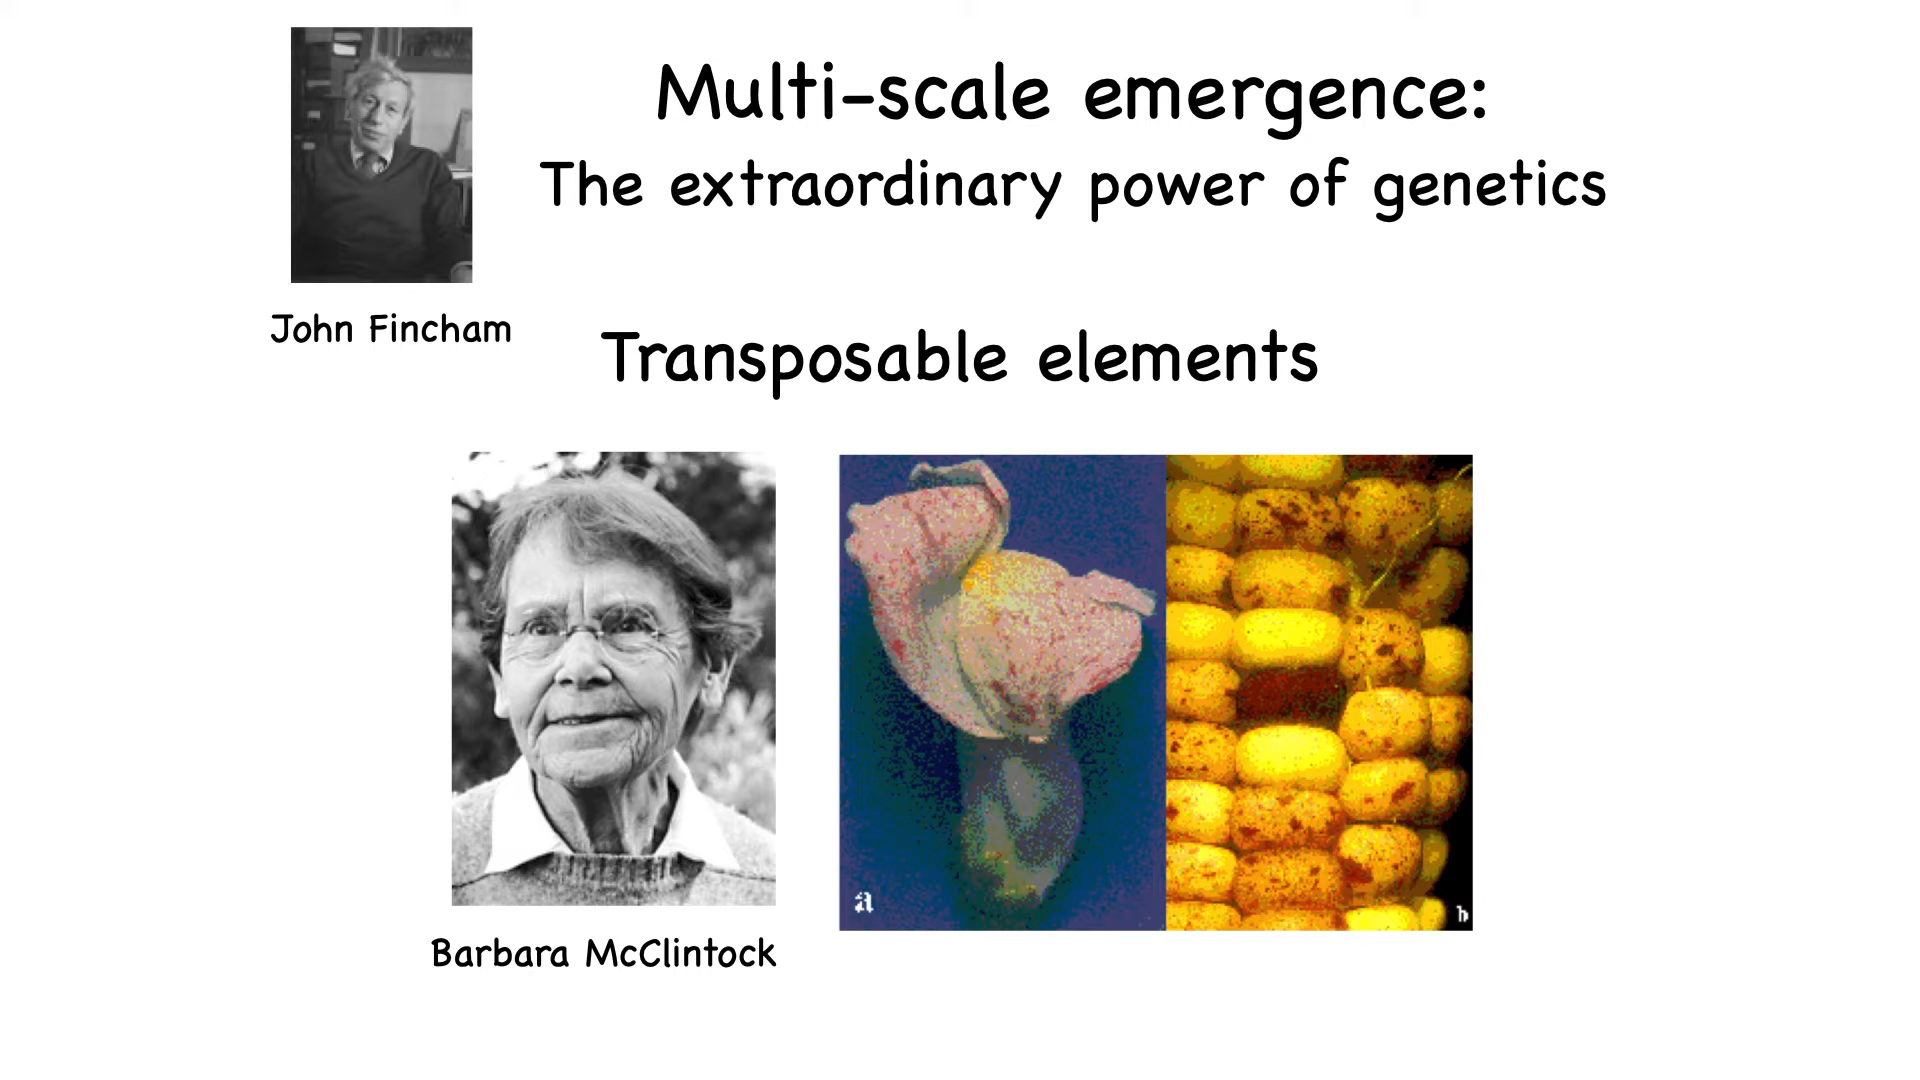 Multi-scale emergence:
The extraordinary power of genetics
John Fincham
Transposable elements
a
b
Barbara McClintock